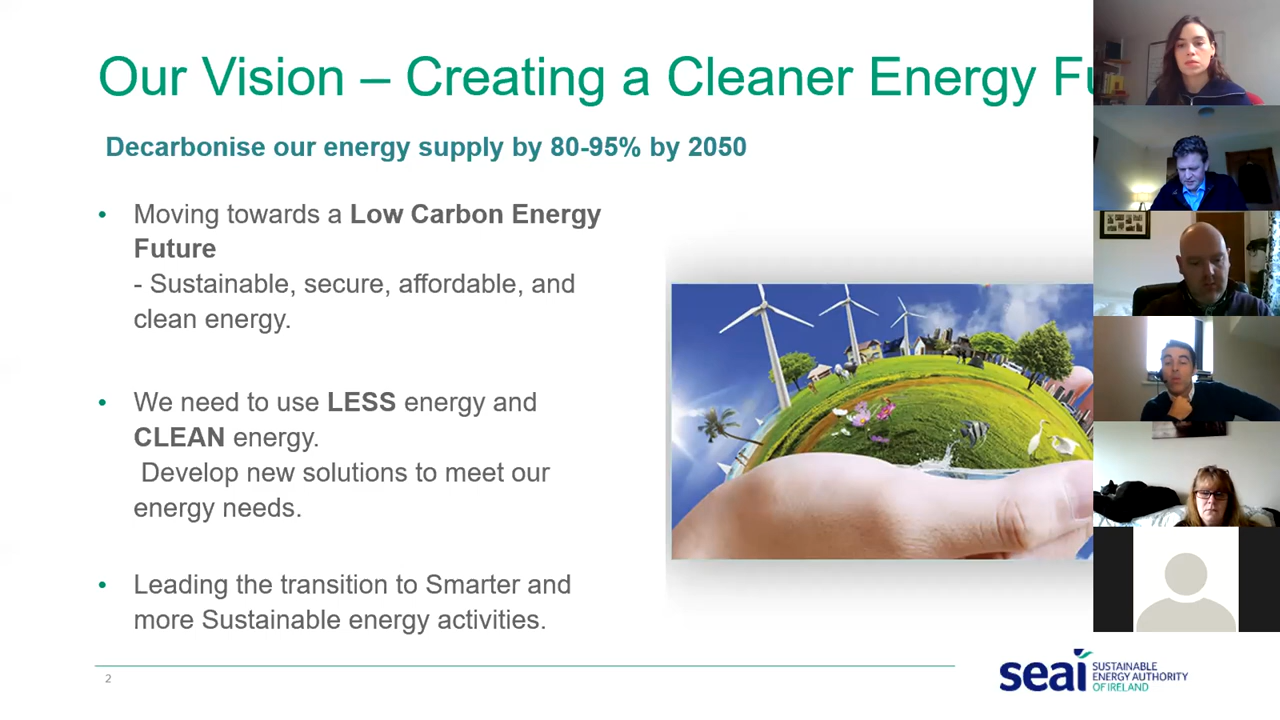 Our Vision – Creating a Cleaner Energy Fu
Decarbonise our energy supply by 80-95% by 2050
• Moving towards a Low Carbon Energy
Future
- Sustainable, secure, affordable, and
clean energy.
• We need to use LESS energy and
CLEAN energy.
Develop new solutions to meet our
energy needs.
• Leading the transition to Smarter and
more Sustainable energy activities.
2
seai SUSTAINABLE
ENERGY AUTHORITY
OF IRELAND